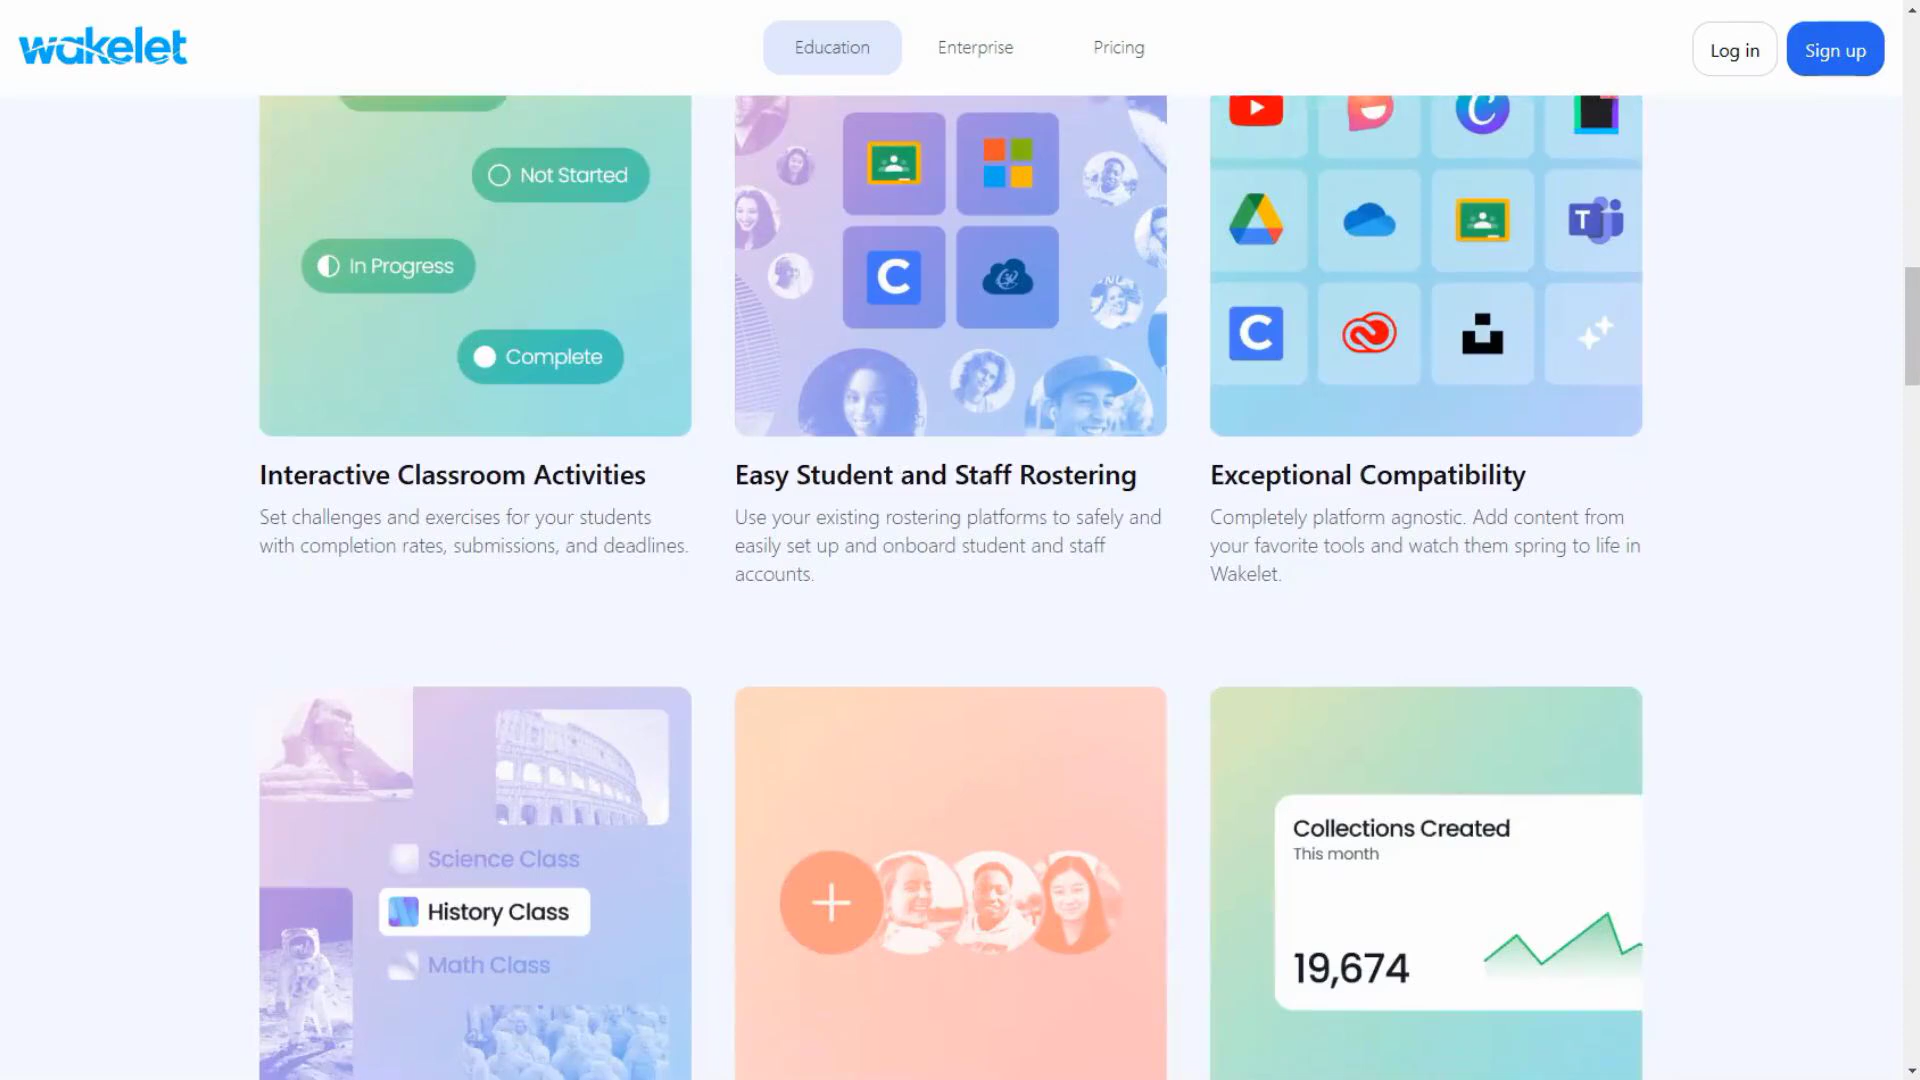 wakelet
Education
Enterprise
Pricing
Log in
Sign up
Not Started
In Progress
Complete
Interactive Classroom Activities
Set challenges and exercises for your students
with completion rates, submissions, and deadlines.
Easy Student and Staff Rostering
Use your existing rostering platforms to safely and
easily set up and onboard student and staff
accounts.
Exceptional Compatibility
Completely platform agnostic. Add content from
your favorite tools and watch them spring to life in
Wakelet.
Science Class
History Class
Math Class
Collections Created
This month
19,674